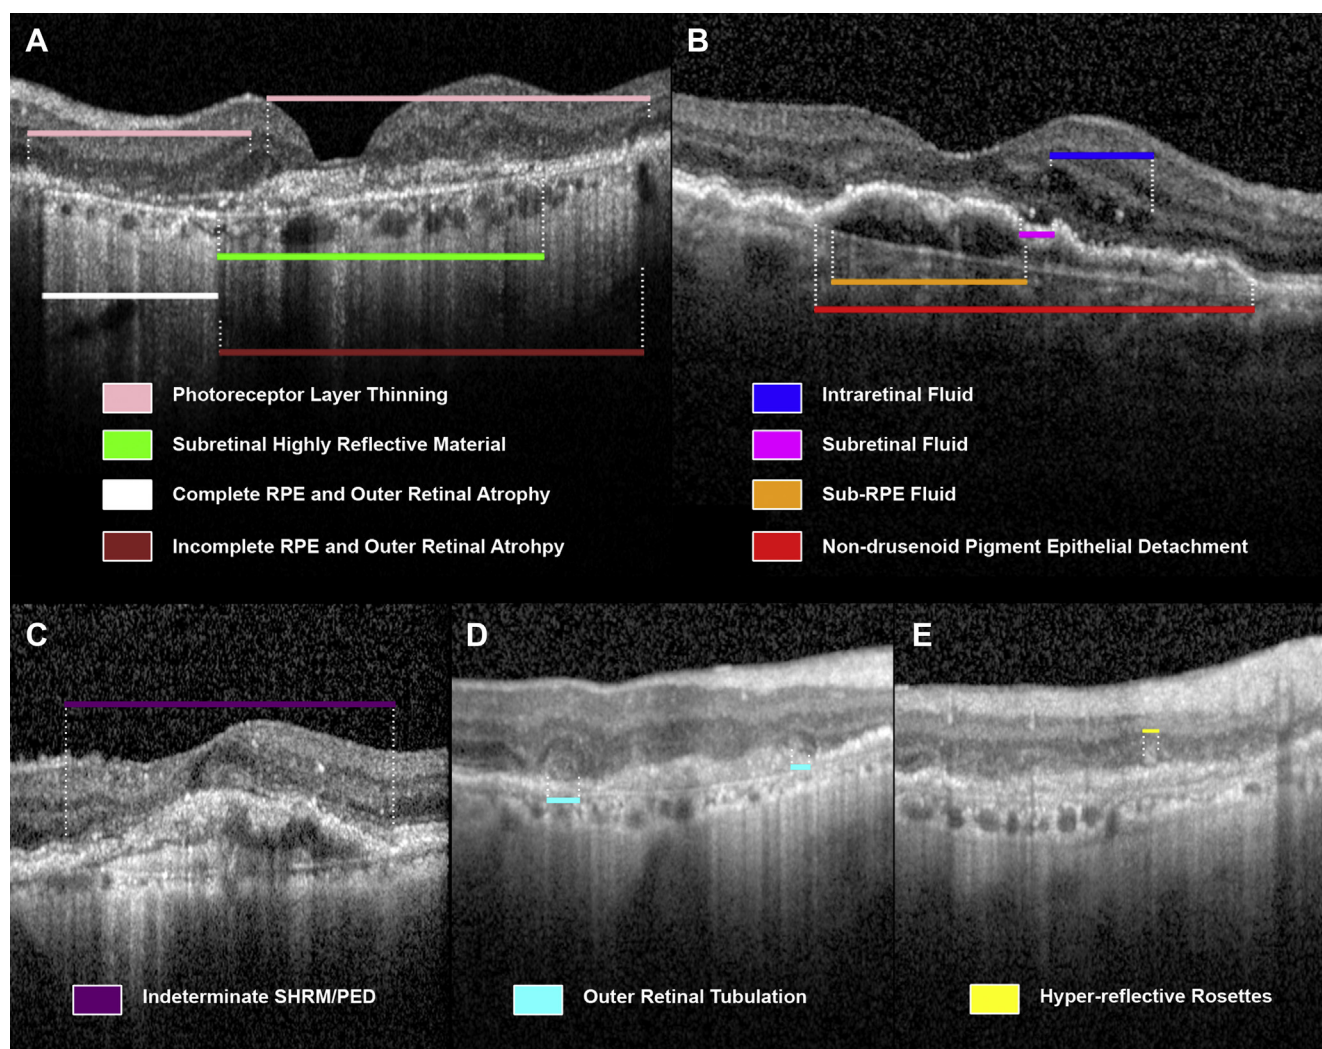 A
B
Photoreceptor Layer Thinning
Subretinal Highly Reflective Material
Complete RPE and Outer Retinal Atrophy
Incomplete RPE and Outer Retinal Atrohpy
Intraretinal Fluid
Subretinal Fluid
Sub-RPE Fluid
Non-drusenoid Pigment Epithelial Detachment
C
D
E
Indeterminate SHRM/PED
Outer Retinal Tubulation
Hyper-reflective Rosettes